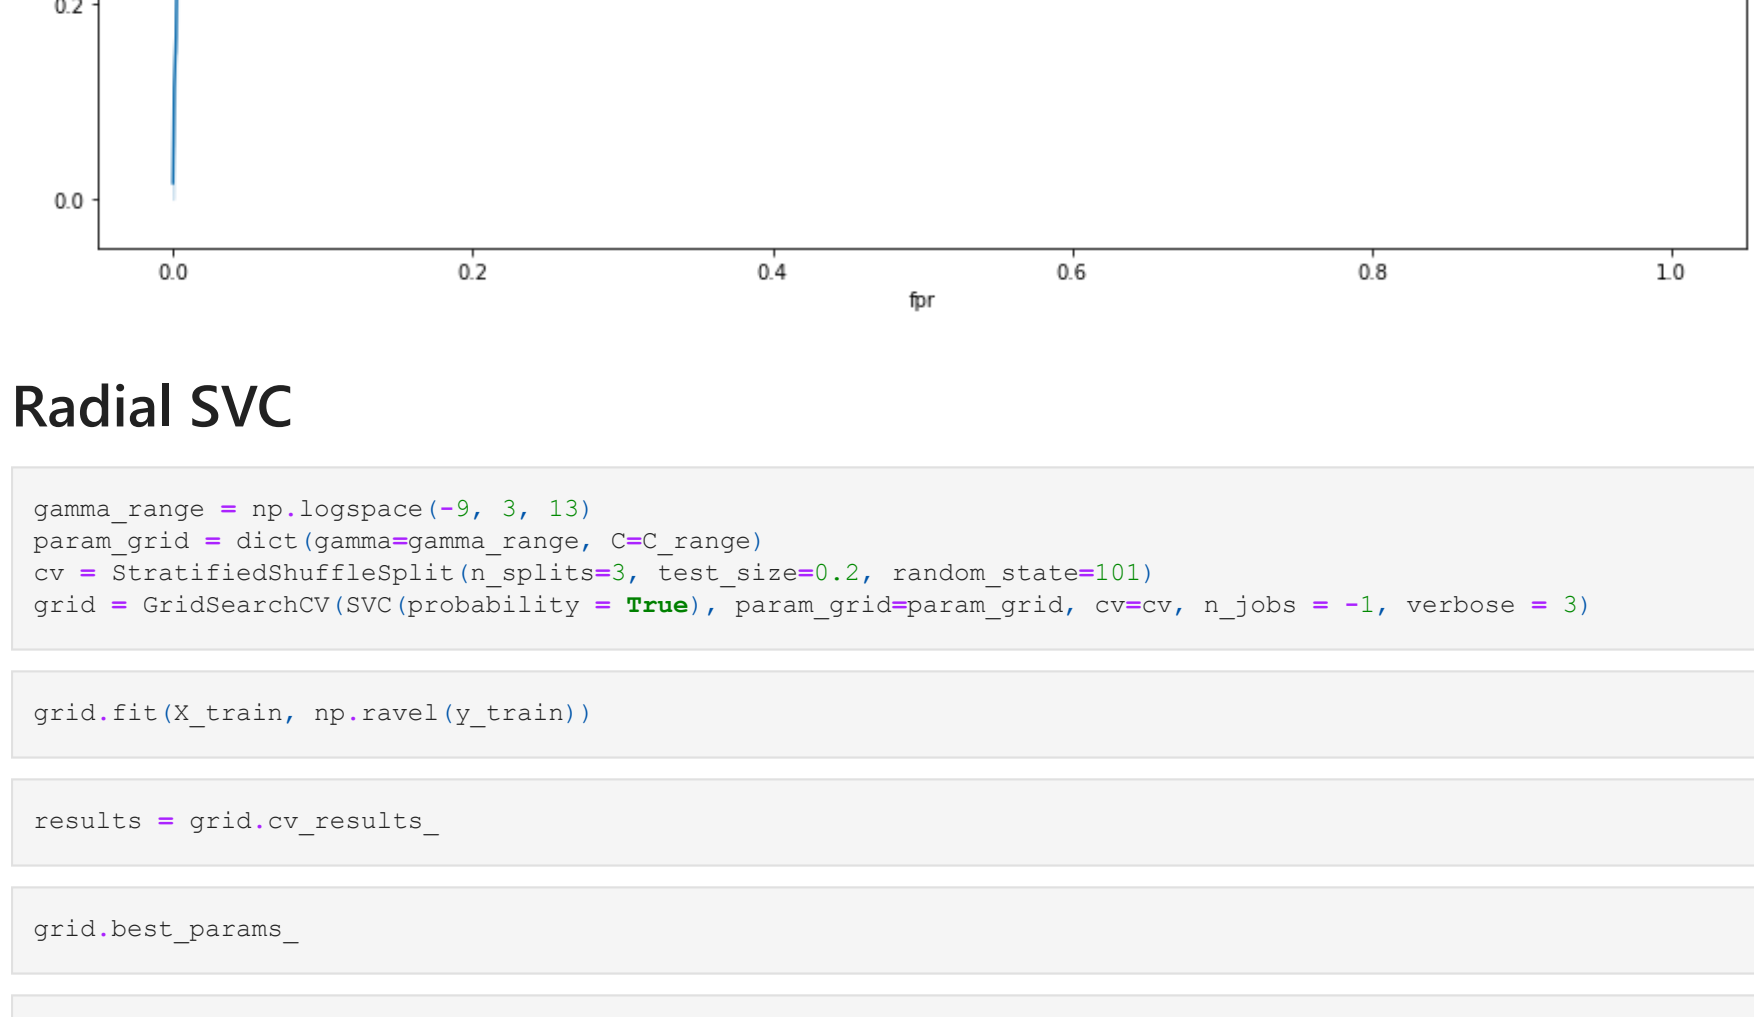 0.2
0.0
0.0 0.2 0.4 0.6 0.8 1.0
fpr
Radial SVC
gamma_range = np.logspace(-9, 3, 13)
param_grid = dict(gamma=gamma_range, C=C_range)
cv = StratifiedShuffleSplit(n_splits=3, test_size=0.2, random_state=101)
grid = GridSearchCV(SVC(probability = True), param_grid=param_grid, cv=cv, n_jobs = -1, verbose = 3)
grid.fit(X_train, np.ravel(y_train))
results = grid.cv_results_
grid.best_params_